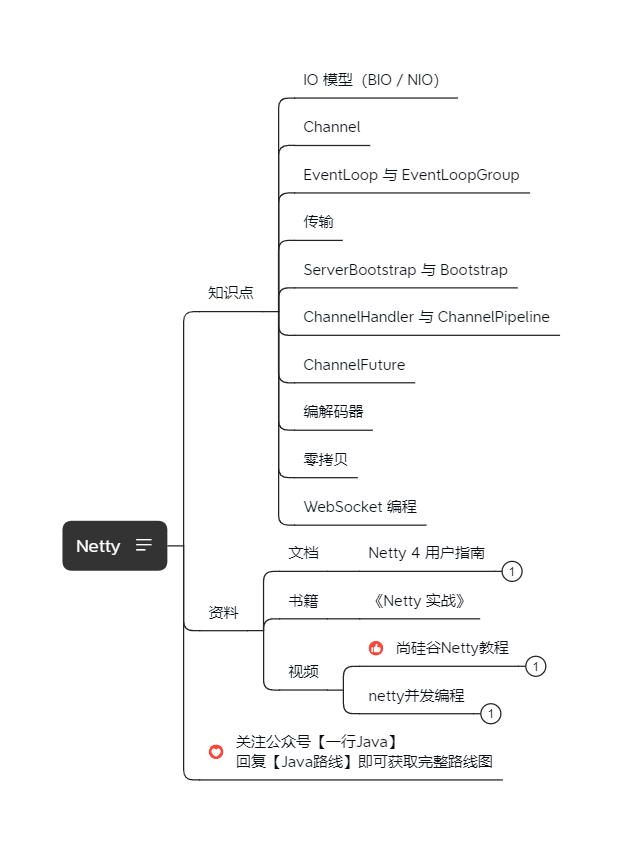 IO 模型（BIO / NIO）
Channel
EventLoop 与 EventLoopGroup
传输
ServerBootstrap 与 Bootstrap
知识点
ChannelHandler 与 ChannelPipeline
ChannelFuture
编解码器
零拷贝
WebSocket 编程
Netty
文档 Netty 4 用户指南 1
书籍 《Netty 实战》
资料
视频 尚硅谷Netty教程 1
netty并发编程 1
关注公众号【一行Java】
回复【Java路线】即可获取完整路线图